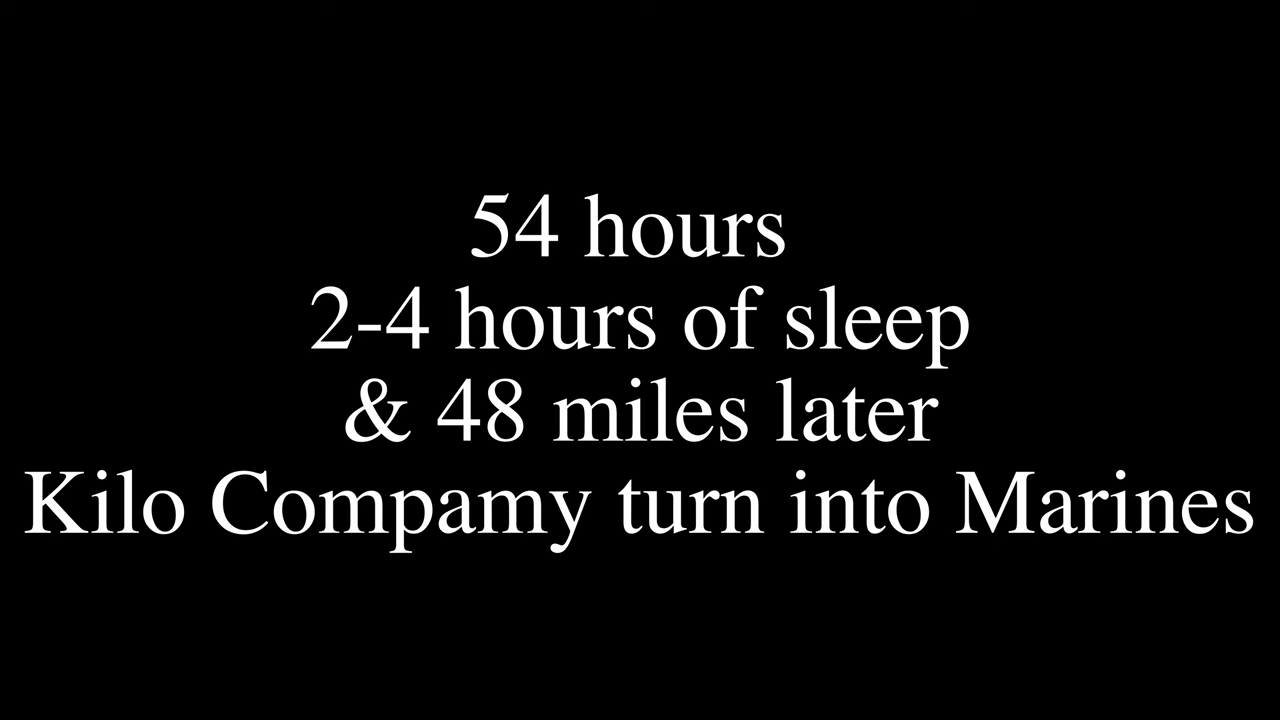 54 hours
2-4 hours of sleep
& 48 miles later
Kilo Compamy turn into Marines